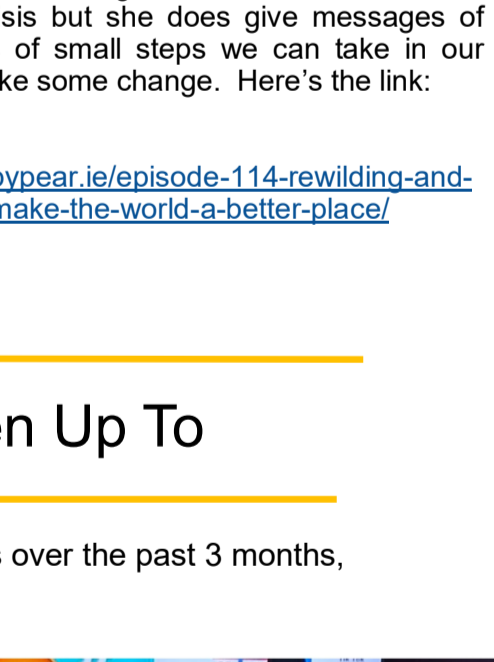 sis but she does give messages of
of small steps we can take in our
ke some change. Here's the link:
ypear.ie/episode-114-rewilding-and-
make-the-world-a-better-place/
n Up To
over the past 3 months,